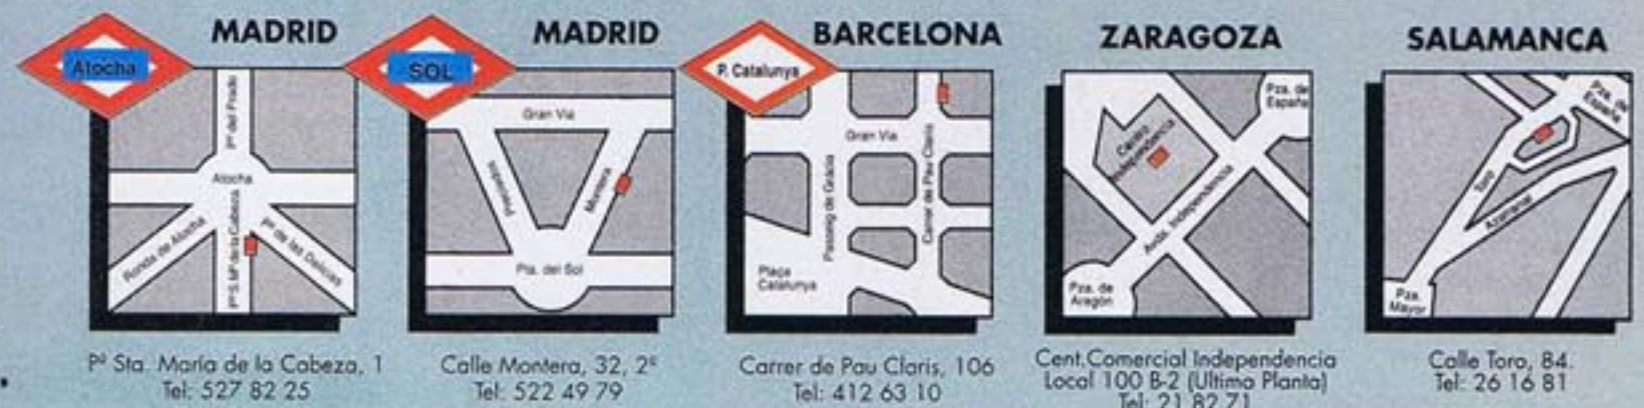 MADRID
Atocha
Pº del Prado
Atocha
Ronda de Atocha
Pº S. Mª de la Cabeza
Pº de las Delicias
Pª Sta. María de la Cabeza, 1
Tel: 527 82 25
MADRID
SOL
Gran Via
Preciados
Montera
Pta. del Sol
Calle Montera, 32, 2º
Tel: 522 49 79
BARCELONA
P. Catalunya
Gran Via
Passeig de Gràcia
Carrer de Pau Claris
Plaça
Catalunya
Carrer de Pau Claris, 106
Tel: 412 63 10
ZARAGOZA
Pza. de
España
Centro
Independencia
Avda. Independencia
Pza. de
Aragón
Cent.Comercial Independencia
Local 100 B-2 (Ultima Planta)
Tel: 21 82 71
SALAMANCA
Pza. de
España
Toro
Azafranal
Pza.
Mayor
Calle Toro, 84.
Tel: 26 16 81